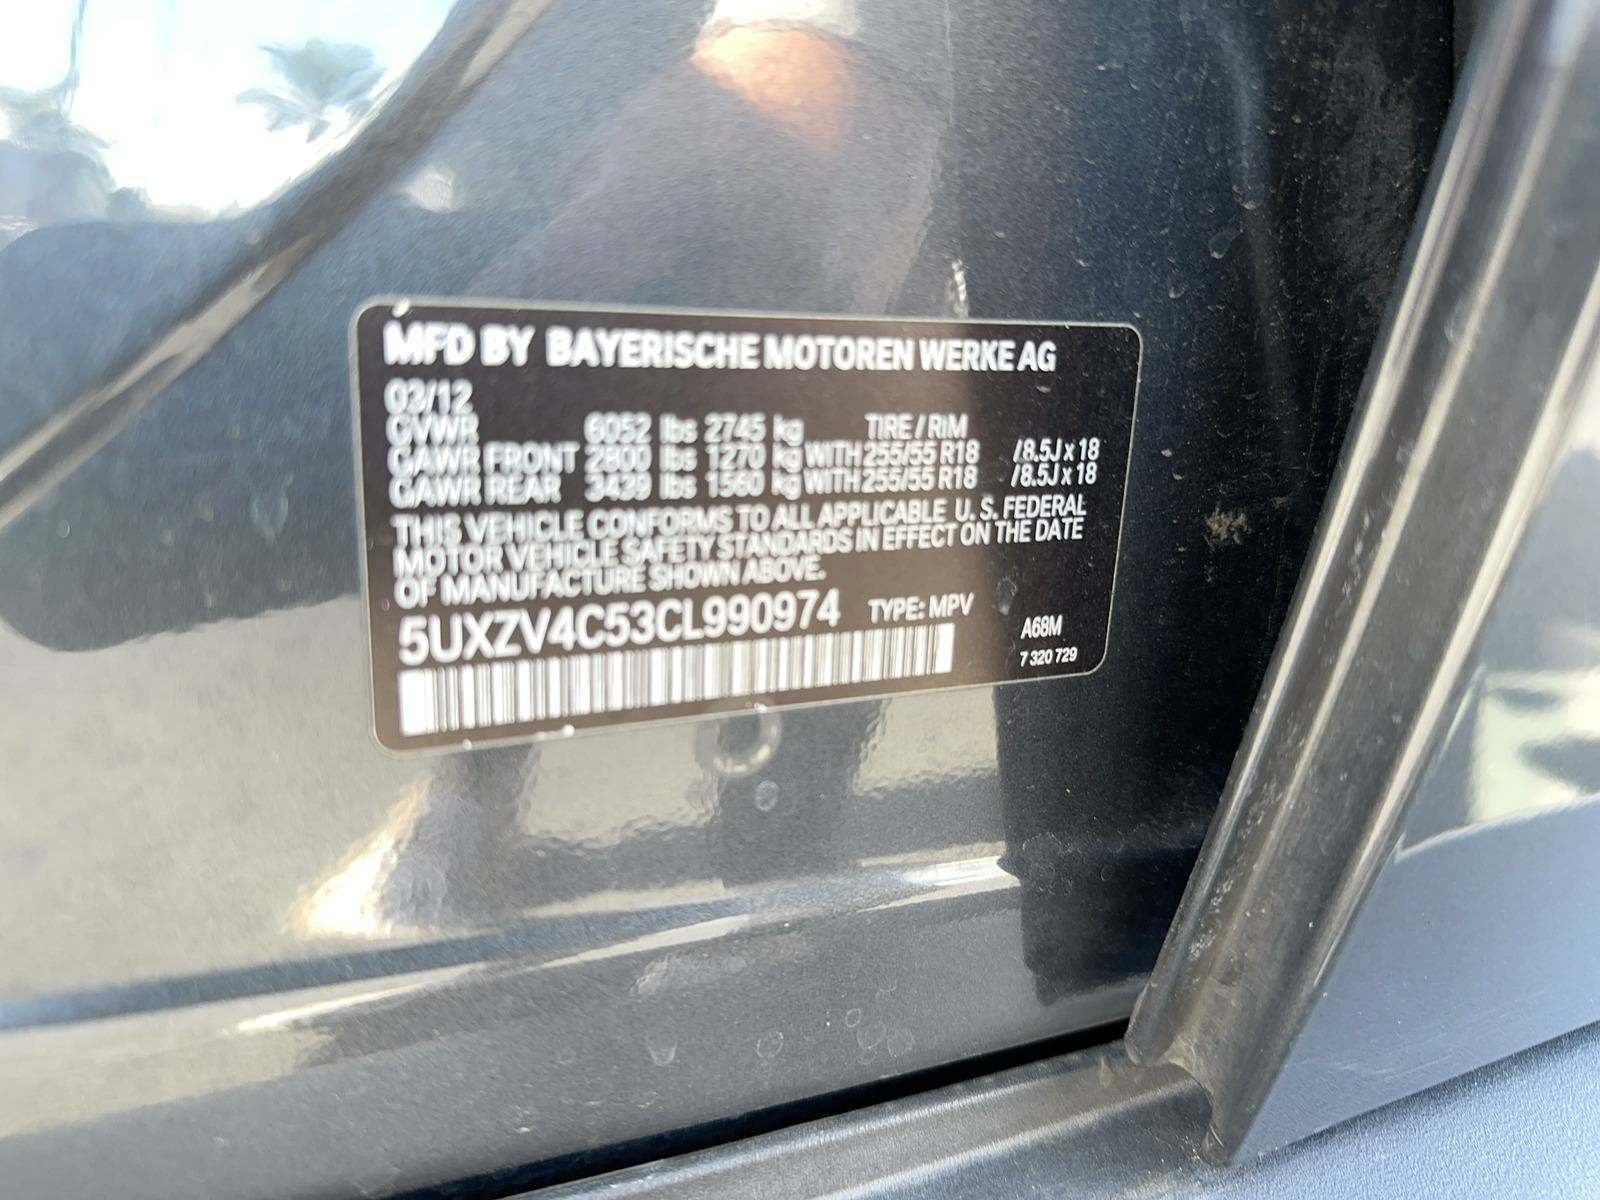 MFD BY BAYERISCHE MOTOREN WERKE AG
03/12
GVWR 6052 lbs 2745 kg TIRE / RIM
GAWR FRONT 2800 lbs 1270 kg WITH 255/55 R18 /8.5J x 18
GAWR REAR 3439 lbs 1560 kg WITH 255/55 R18 /8.5J x 18
THIS VEHICLE CONFORMS TO ALL APPLICABLE U. S. FEDERAL
MOTOR VEHICLE SAFETY STANDARDS IN EFFECT ON THE DATE
OF MANUFACTURE SHOWN ABOVE.
5UXZV4C53CL990974 TYPE: MPV
A68M
7 320 729